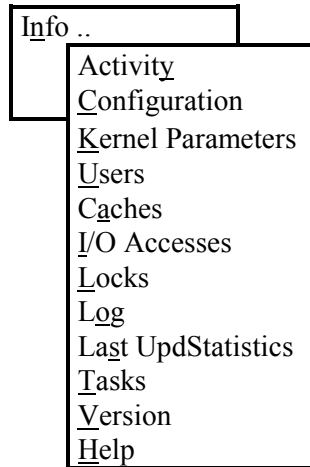 Info ..
Activity
Configuration
Kernel Parameters
Users
Caches
I/O Accesses
Locks
Log
Last UpdStatistics
Tasks
Version
Help